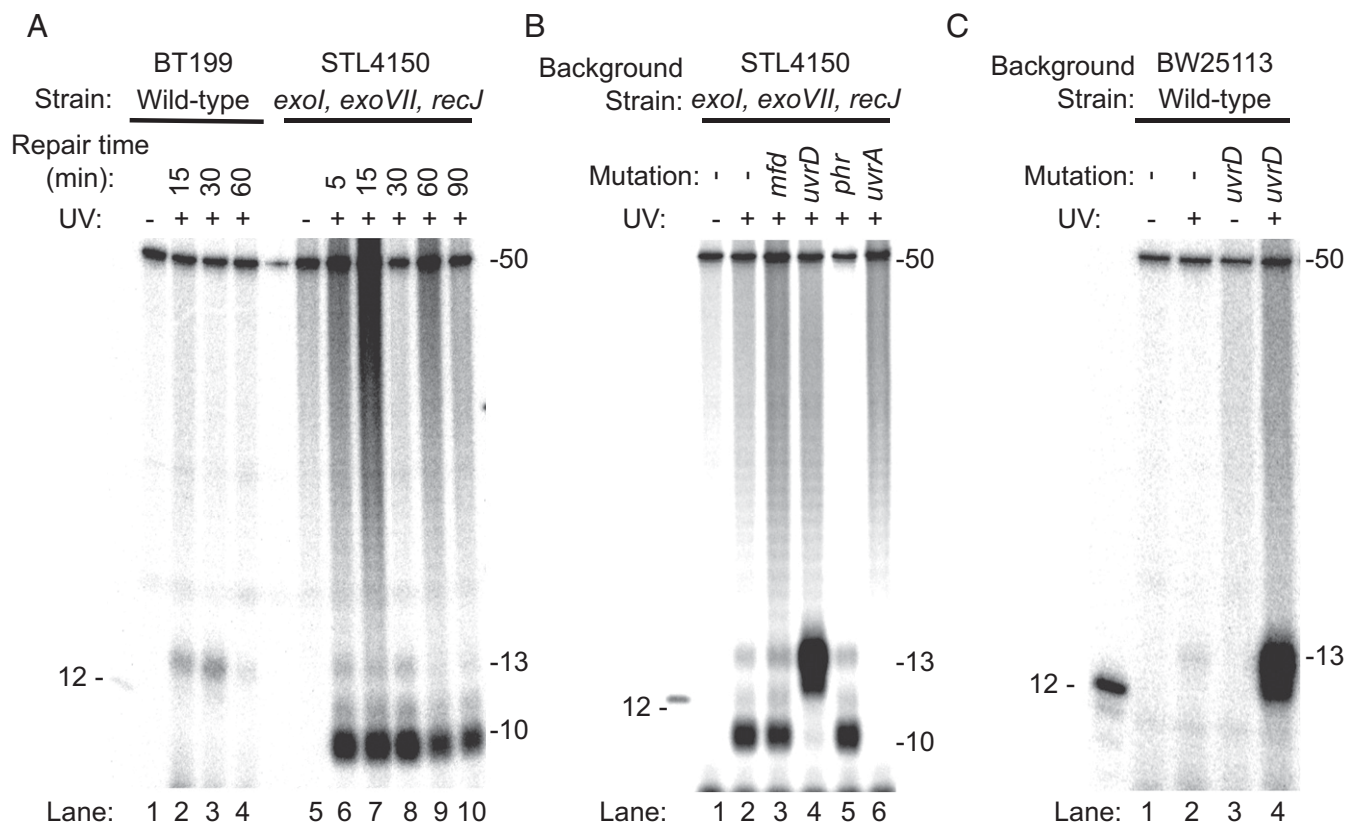 A
BT199 STL4150
Strain: Wild-type exoI, exoVII, recJ
Repair time
(min): 15 30 60 5 15 30 60 90
UV: - + + + - + + + + +
-50
-13
12 -
-10
Lane: 1 2 3 4 5 6 7 8 9 10
B
Background STL4150
Strain: exoI, exoVII, recJ
Mutation: - - mfd uvrD phr uvrA
UV: - + + + + +
-50
-13
12 -
-10
Lane: 1 2 3 4 5 6
C
Background BW25113
Strain: Wild-type
Mutation: - - uvrD uvrD
UV: - + - +
-50
-13
12 -
Lane: 1 2 3 4